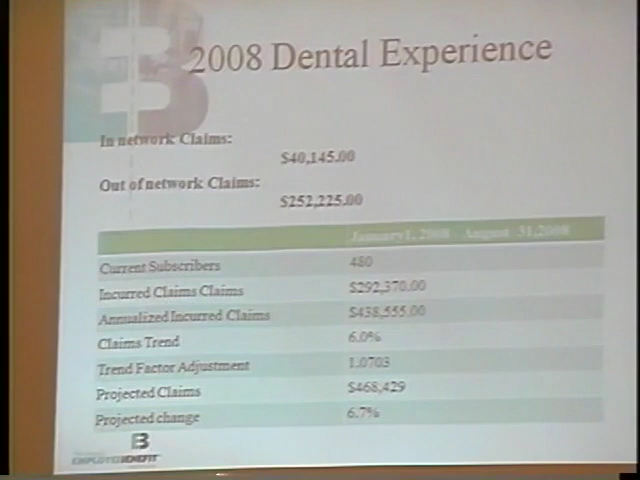 2008 Dental Experience
In network Claims:
$40,145.00
Out of network Claims:
$252,225.00
January 1, 2008 - August 31, 2008
Current Subscribers 480
Incurred Claims Claims $292,370.00
Annualized Incurred Claims $438,555.00
Claims Trend 6.0%
Trend Factor Adjustment 1.0703
Projected Claims $468,429
Projected change 6.7%
B
EMPLOYEE BENEFIT